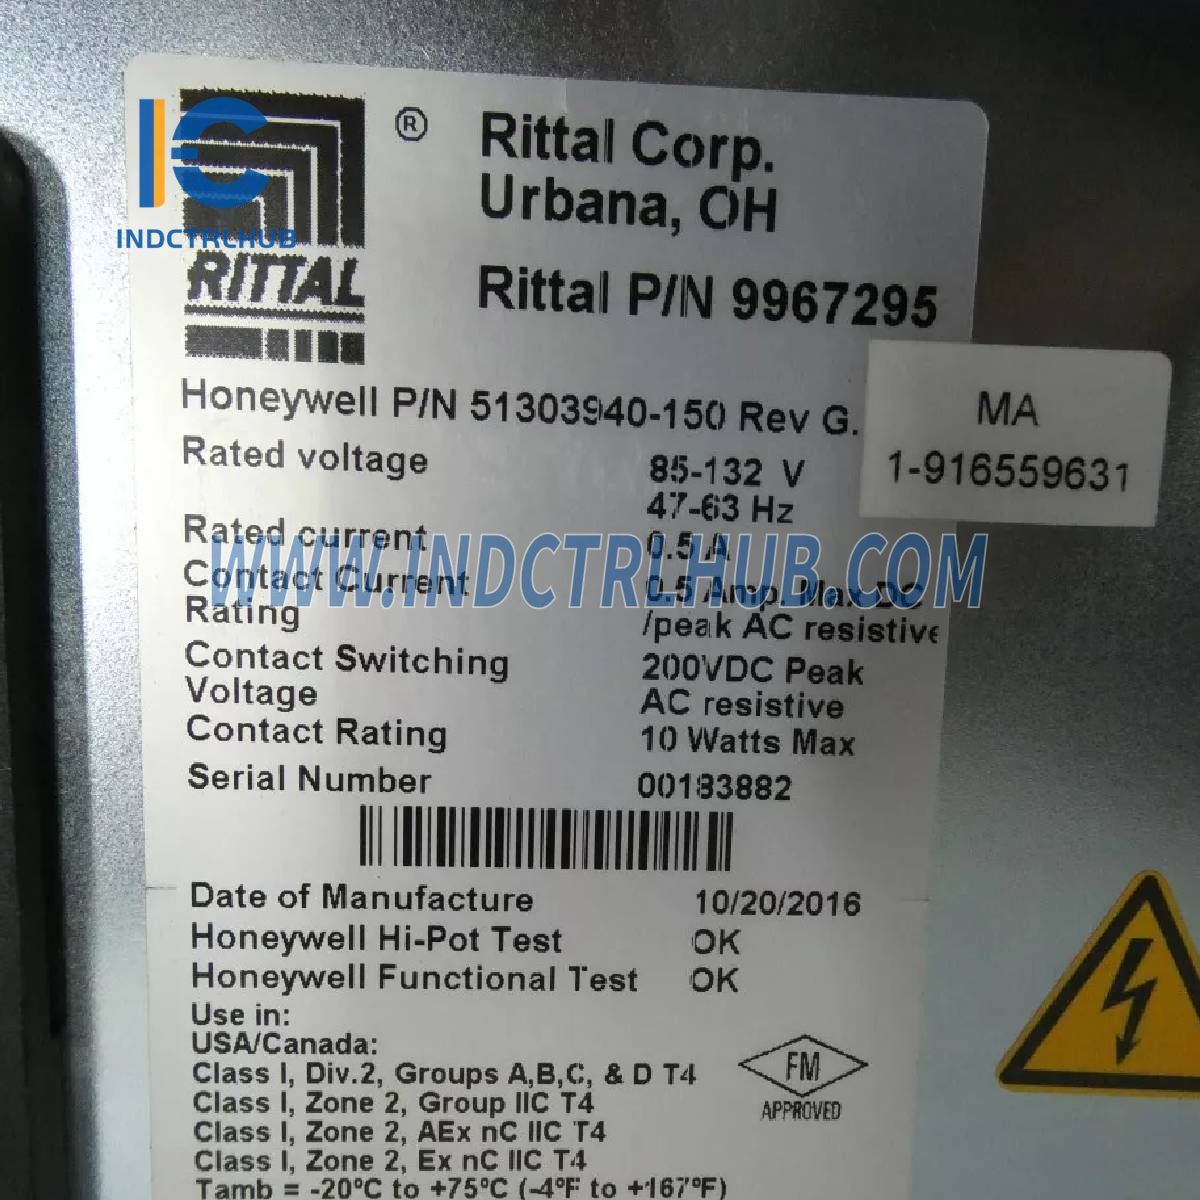 INDCTRLHUB
RITTAL
®
Rittal Corp.
Urbana, OH
Rittal P/N 9967295
Honeywell P/N 51303940-150 Rev G.
MA
1-916559631
Rated voltage 85-132 V
47-63 Hz
Rated current 0.5 A
WWW.INDCTRLHUB.COM
Contact Current 0.5 Amp. Max DC
Rating /peak AC resistive
Contact Switching 200VDC Peak
Voltage AC resistive
Contact Rating 10 Watts Max
Serial Number 00183882
Date of Manufacture 10/20/2016
Honeywell Hi-Pot Test OK
Honeywell Functional Test OK
Use in:
USA/Canada:
Class I, Div.2, Groups A,B,C, & D T4
Class I, Zone 2, Group IIC T4
Class I, Zone 2, AEx nC IIC T4
Class I, Zone 2, Ex nC IIC T4
Tamb = -20ºC to +75ºC (-4ºF to +167ºF)
FM
APPROVED